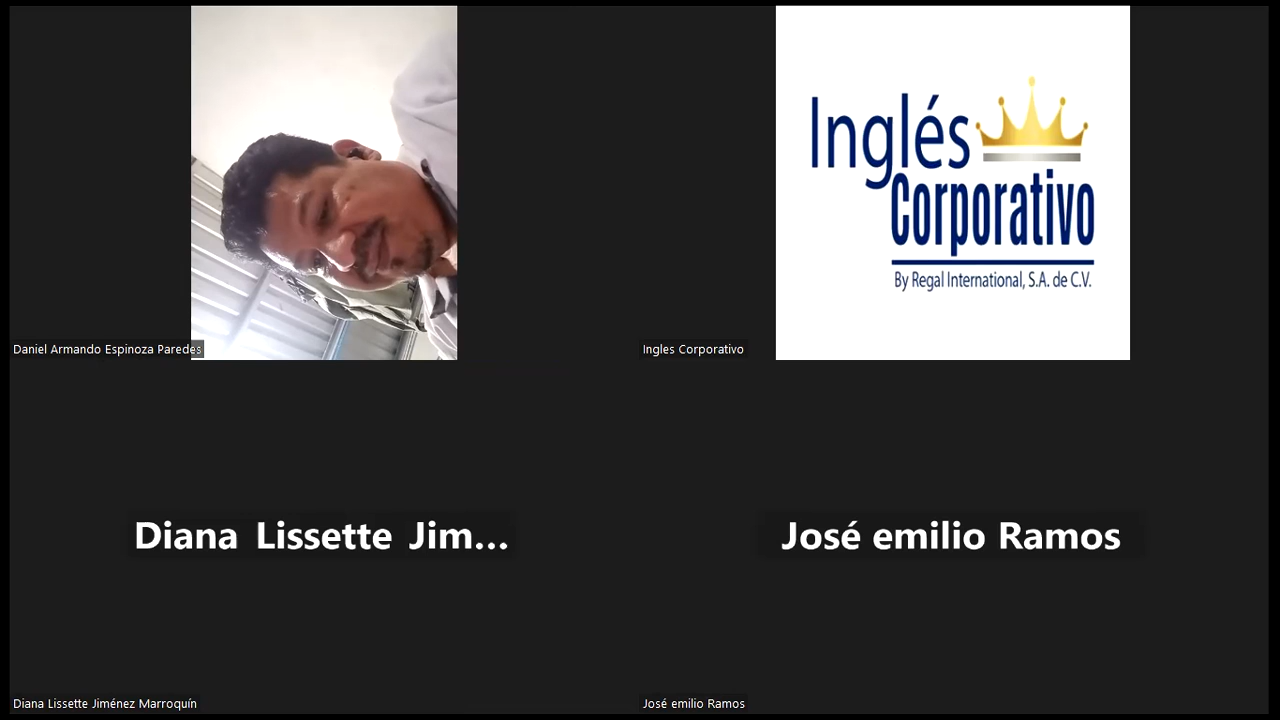 Inglés
Corporativo
By Regal International, S.A. de C.V.
Daniel Armando Espinoza Paredes
Ingles Corporativo
Diana Lissette Jim...
José emilio Ramos
Diana Lissette Jiménez Marroquín
José emilio Ramos